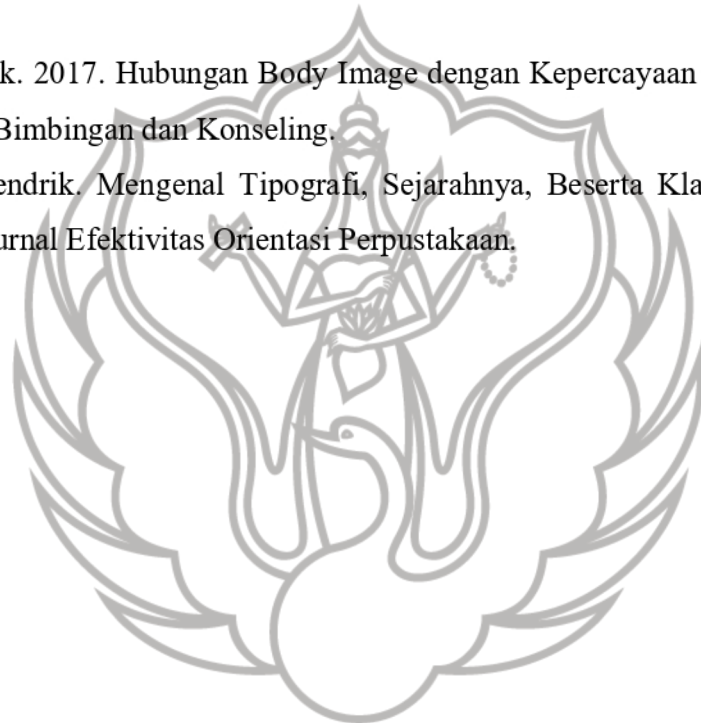 k. 2017. Hubungan Body Image dengan Kepercayaan
Bimbingan dan Konseling.
endrik. Mengenal Tipografi, Sejarahnya, Beserta Kla
urnal Efektivitas Orientasi Perpustakaan.